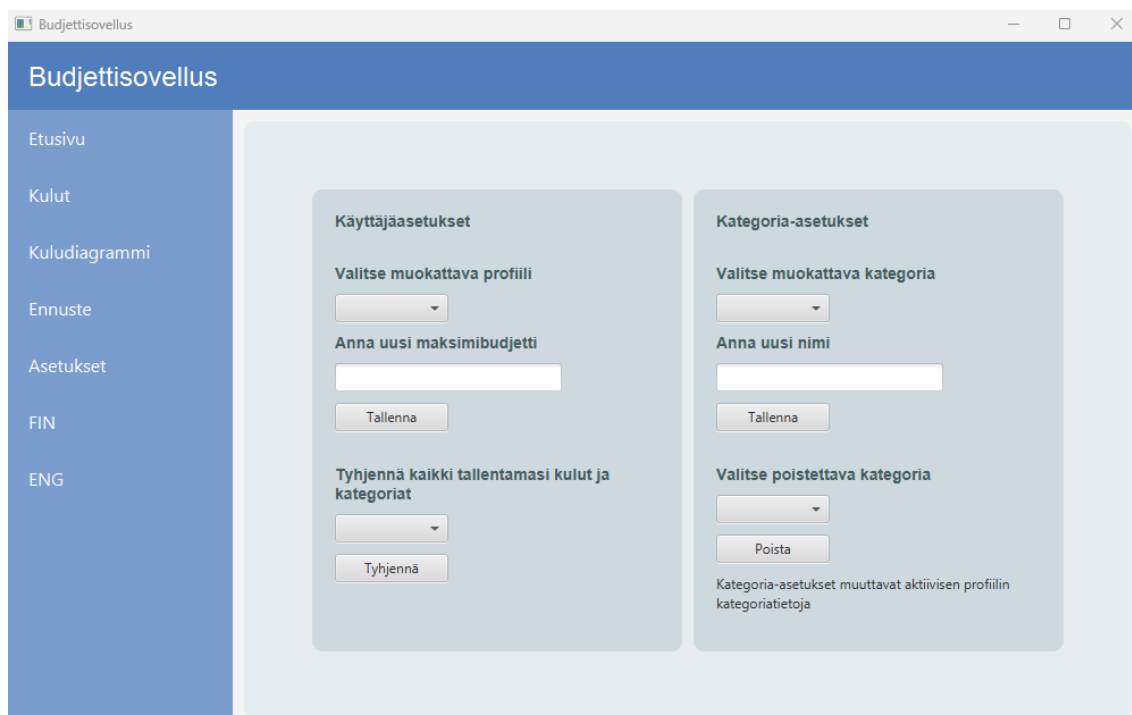 Budjettisovellus
Budjettisovellus
Etusivu
Kulut
Kuludiagrammi
Ennuste
Asetukset
FIN
ENG
Käyttäjäasetukset
Valitse muokattava profiili
Anna uusi maksimibudjetti
Tallenna
Tyhjennä kaikki tallentamasi kulut ja
kategoriat
Tyhjennä
Kategoria-asetukset
Valitse muokattava kategoria
Anna uusi nimi
Tallenna
Valitse poistettava kategoria
Poista
Kategoria-asetukset muuttavat aktiivisen profiilin
kategoriatietoja